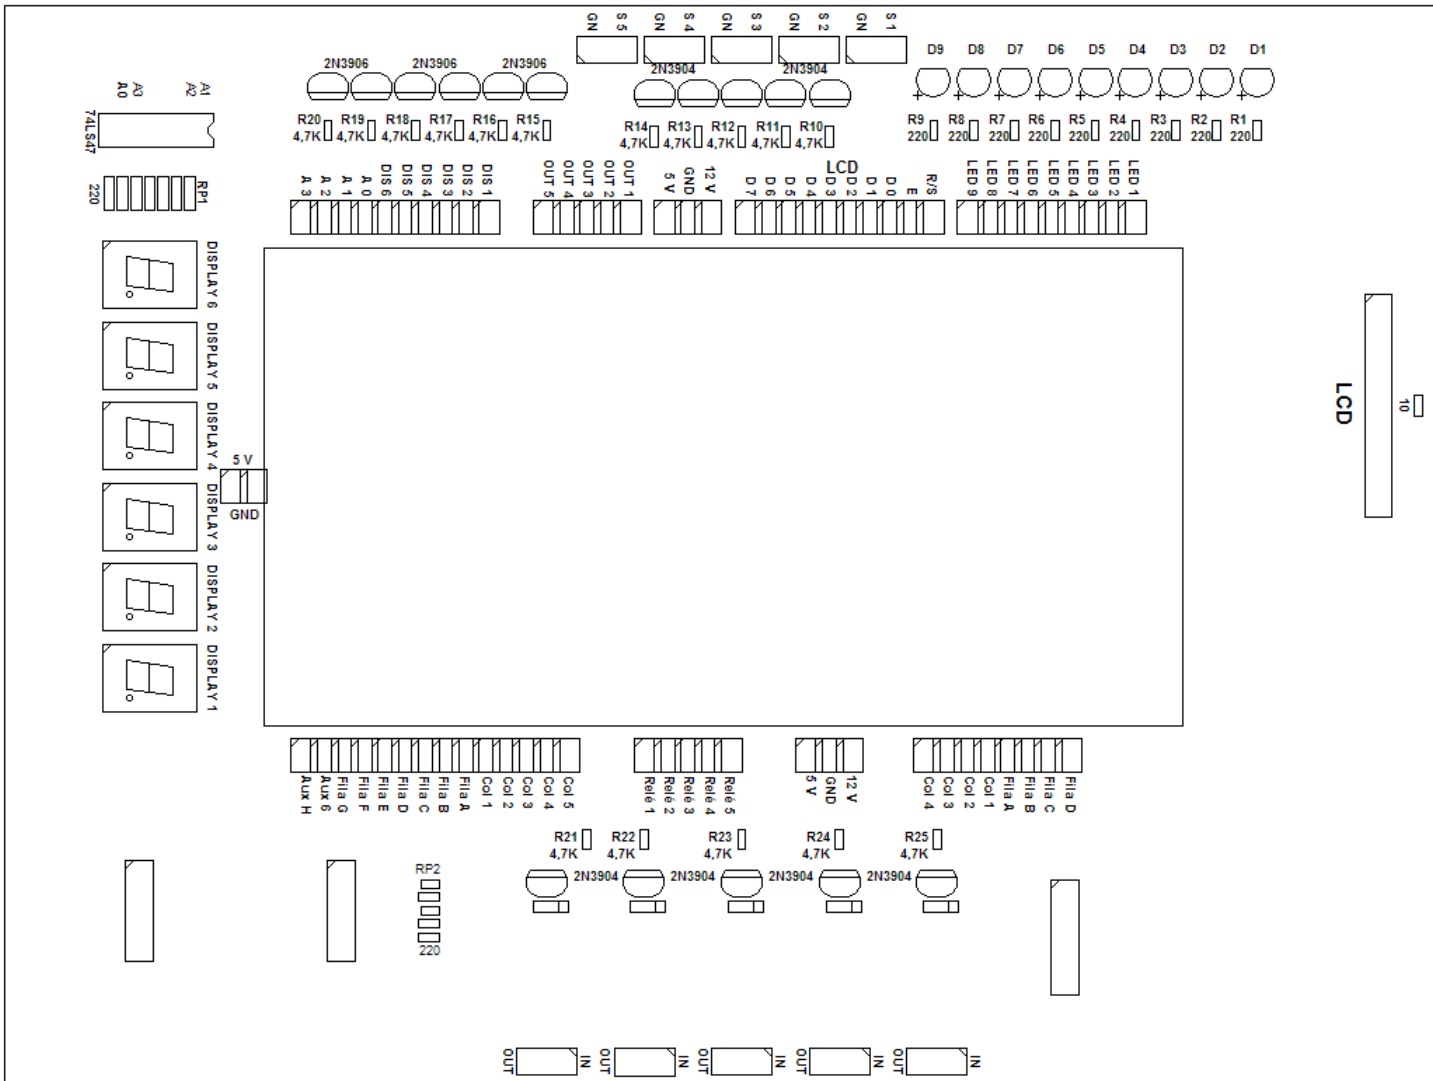 GN S 5 GN S 4 GN S 3 GN S 2 GN S 1
D9 D8 D7 D6 D5 D4 D3 D2 D1
2N3906 2N3906 2N3906
2N3904 2N3904
A0 A3 A2 A1
74LS47
R20 R19 R18 R17 R16 R15
4,7K 4,7K 4,7K 4,7K 4,7K 4,7K
R14 R13 R12 R11 R10
4,7K 4,7K 4,7K 4,7K 4,7K
R9 R8 R7 R6 R5 R4 R3 R2 R1
220 220 220 220 220 220 220 220 220
LCD
220 RP1
A 3 A 2 A 1 A 0 DIS 6 DIS 5 DIS 4 DIS 3 DIS 2 DIS 1
OUT 5 OUT 4 OUT 3 OUT 2 OUT 1
5 V GND 12 V
D 7 D 6 D 5 D 4 D 3 D 2 D 1 D 0 E R/S
LED 9 LED 8 LED 7 LED 6 LED 5 LED 4 LED 3 LED 2 LED 1
DISPLAY 6
DISPLAY 5
DISPLAY 4
DISPLAY 3
DISPLAY 2
DISPLAY 1
5 V
GND
LCD
10
Aux H Aux 6 Fila G Fila F Fila E Fila D Fila C Fila B Fila A Col 1 Col 2 Col 3 Col 4 Col 5
Relé 1 Relé 2 Relé 3 Relé 4 Relé 5
5 V GND 12 V
Col 4 Col 3 Col 2 Col 1 Fila A Fila B Fila C Fila D
R21 R22 R23 R24 R25
4,7K 4,7K 4,7K 4,7K 4,7K
RP2
2N3904 2N3904 2N3904 2N3904
220
OUT IN OUT IN OUT IN OUT IN OUT IN